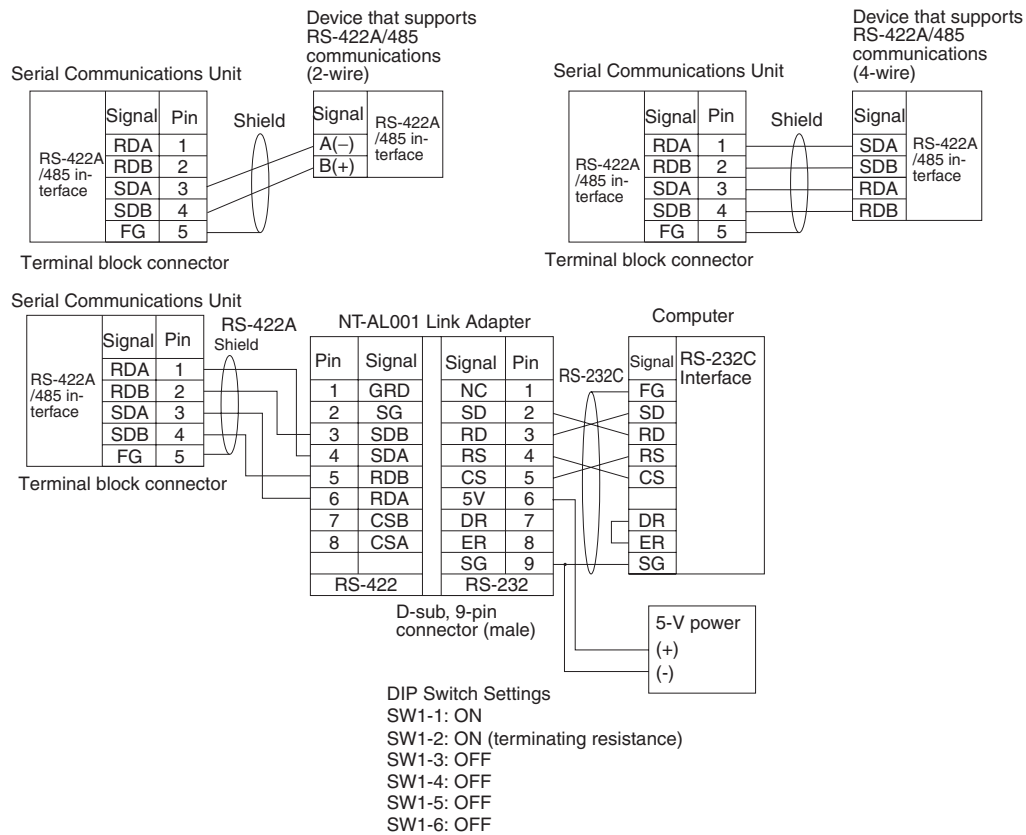 Device that supports
RS-422A/485
communications
(2-wire)
Serial Communications Unit
Signal Pin
RS-422A
/485 in-
terface
RDA 1
RDB 2
SDA 3
SDB 4
FG 5
Shield
Signal
A(−)
B(+)
RS-422A
/485 in-
terface
Terminal block connector
Device that supports
RS-422A/485
communications
(4-wire)
Serial Communications Unit
Signal Pin
RS-422A
/485 in-
terface
RDA 1
RDB 2
SDA 3
SDB 4
FG 5
Shield
Signal
SDA
SDB
RDA
RDB
RS-422A
/485 in-
terface
Terminal block connector
Serial Communications Unit
Signal Pin
RS-422A
/485 in-
terface
RDA 1
RDB 2
SDA 3
SDB 4
FG 5
Terminal block connector
RS-422A
Shield
NT-AL001 Link Adapter
Pin Signal Signal Pin
1 GRD NC 1
2 SG SD 2
3 SDB RD 3
4 SDA RS 4
5 RDB CS 5
6 RDA 5V 6
7 CSB DR 7
8 CSA ER 8
SG 9
RS-422 RS-232
D-sub, 9-pin
connector (male)
RS-232C
Computer
Signal
RS-232C
Interface
FG
SD
RD
RS
CS
DR
ER
SG
5-V power
(+)
(-)
DIP Switch Settings
SW1-1: ON
SW1-2: ON (terminating resistance)
SW1-3: OFF
SW1-4: OFF
SW1-5: OFF
SW1-6: OFF